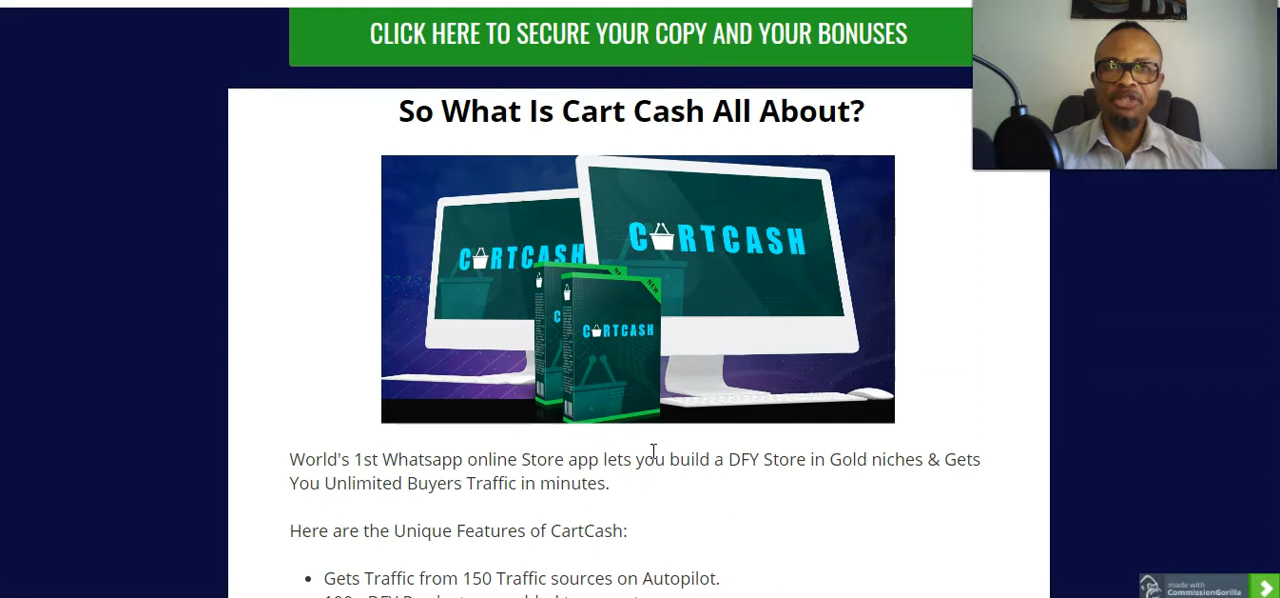 CLICK HERE TO SECURE YOUR COPY AND YOUR BONUSES
So What Is Cart Cash All About?
CARTCASH
CARTCASH
NEW
CARTCASH
World's 1st Whatsapp online Store app lets you build a DFY Store in Gold niches & Gets
You Unlimited Buyers Traffic in minutes.
Here are the Unique Features of CartCash:
Gets Traffic from 150 Traffic sources on Autopilot.
made with
CommissionGorilla